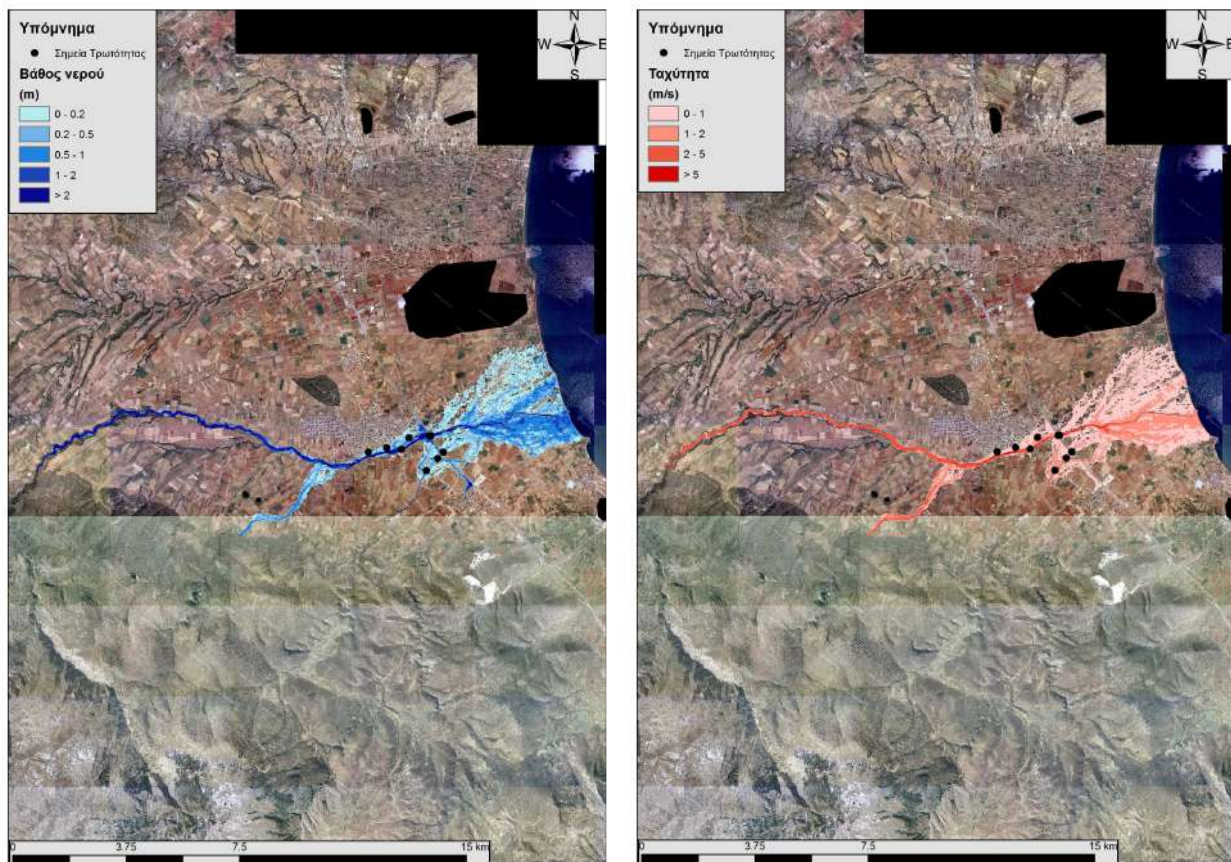 Υπόμνημα
Σημεία Τρωτότητας
Βάθος νερού
(m)
0 - 0.2
0.2 - 0.5
0.5 - 1
1 - 2
> 2
N
W E
S
0 3.75 7.5 15 km
Υπόμνημα
Σημεία Τρωτότητας
Ταχύτητα
(m/s)
0 - 1
1 - 2
2 - 5
> 5
N
W E
S
0 3.75 7.5 15 km